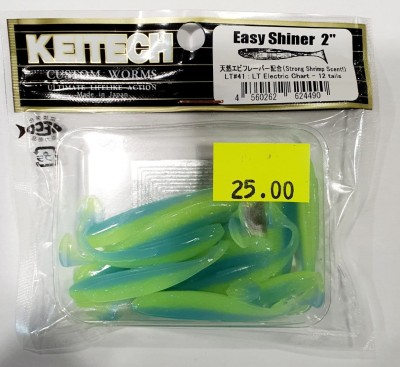 KEITECH
CUSTOM WORMS
ULTIMATE LIFELIKE ACTION
Made in Japan
Easy Shiner 2"
天然エビフレーバー配合(Strong Shrimp Scent!)
LT#41 : LT Electric Chart - 12 tails
4 560262 624490
25.00